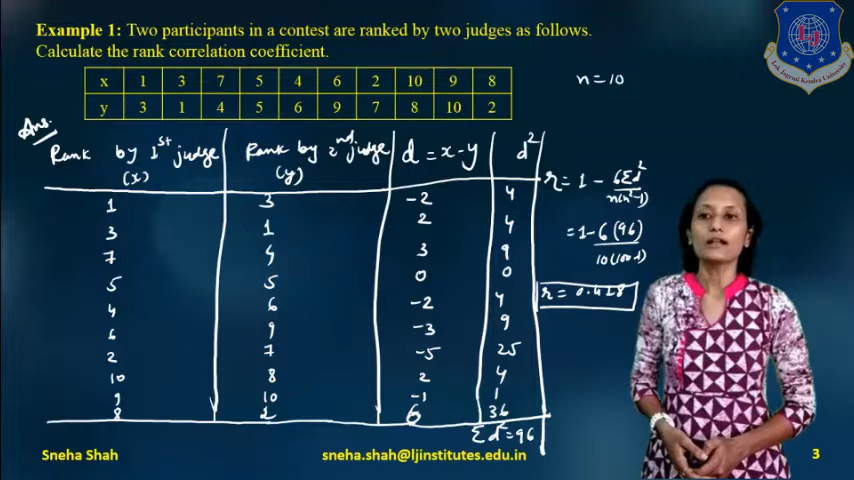 Example 1: Two participants in a contest are ranked by two judges as follows.
Calculate the rank correlation coefficient.
x 1 3 7 5 4 6 2 10 9 8
y 3 1 4 5 6 9 7 8 10 2
n=10
Ans.
Rank by 1st judge (x) Rank by 2nd judge (y) d = x-y d²
1 3 -2 4
3 1 2 4
7 4 3 9
5 5 0 0
4 6 -2 4
6 9 -3 9
2 7 -5 25
10 8 2 4
9 10 -1 1
8 2 6 36
Σd²=96
r = 1 - 6Σd²/n(n²-1)
= 1 - 6(96)/10(100-1)
r = 0.418
Lok Jagruti Kendra University
Sneha Shah sneha.shah@ljinstitutes.edu.in 3